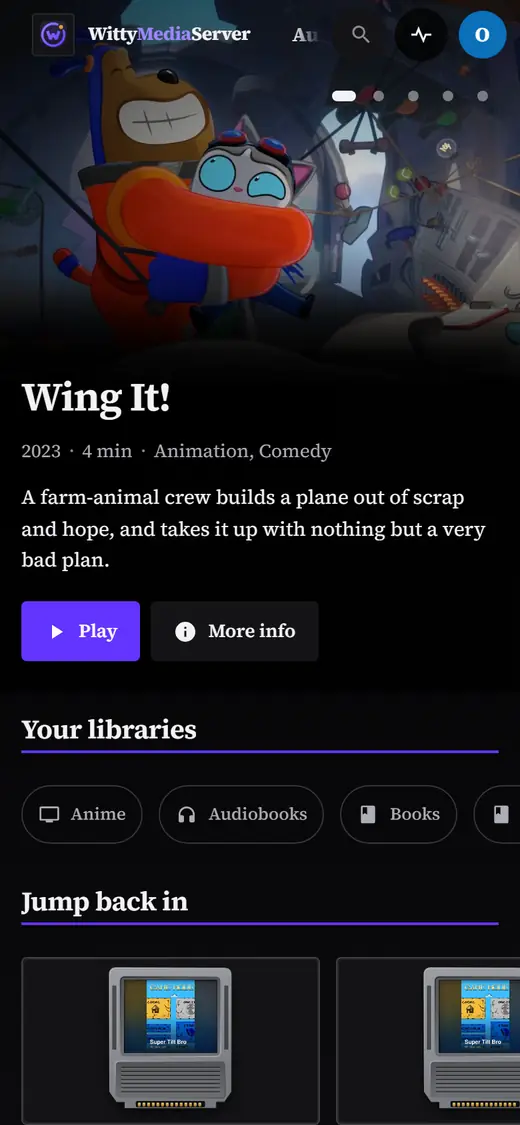 WittyMediaServer
Au
O
Wing It!
2023 · 4 min · Animation, Comedy
A farm-animal crew builds a plane out of scrap
and hope, and takes it up with nothing but a very
bad plan.
Play
More info
Your libraries
Anime
Audiobooks
Books
Jump back in
Super Tilt Bro
Super Tilt Bro